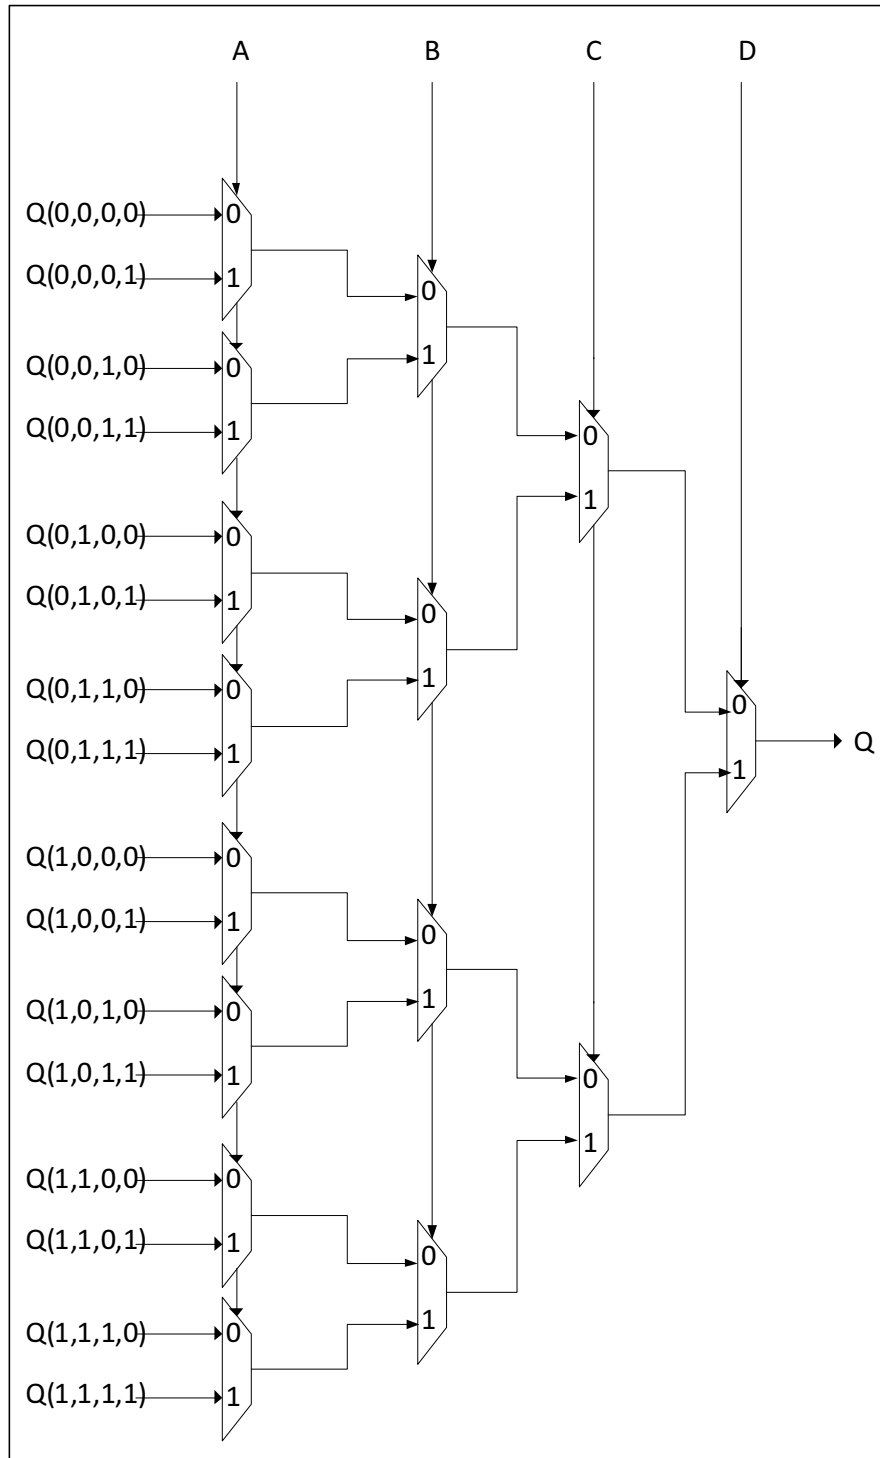 A B C D
Q(0,0,0,0) 0
Q(0,0,0,1) 1
0
Q(0,0,1,0) 0
1
Q(0,0,1,1) 1
0
1
Q(0,1,0,0) 0
Q(0,1,0,1) 1
0
Q(0,1,1,0) 0
1
0
Q(0,1,1,1) 1
Q
1
Q(1,0,0,0) 0
Q(1,0,0,1) 1
0
Q(1,0,1,0) 0
1
Q(1,0,1,1) 1
0
1
Q(1,1,0,0) 0
Q(1,1,0,1) 1
0
Q(1,1,1,0) 0
1
Q(1,1,1,1) 1